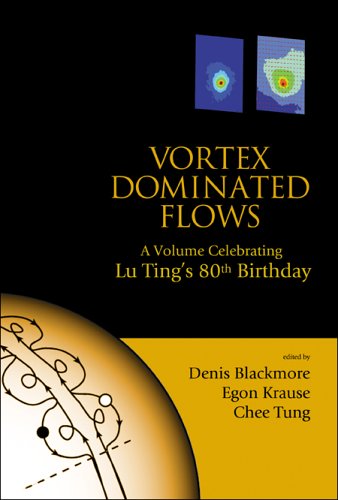 VORTEX
DOMINATED
FLOWS
A Volume Celebrating
Lu Ting's 80th Birthday
edited by
Denis Blackmore
Egon Krause
Chee Tung